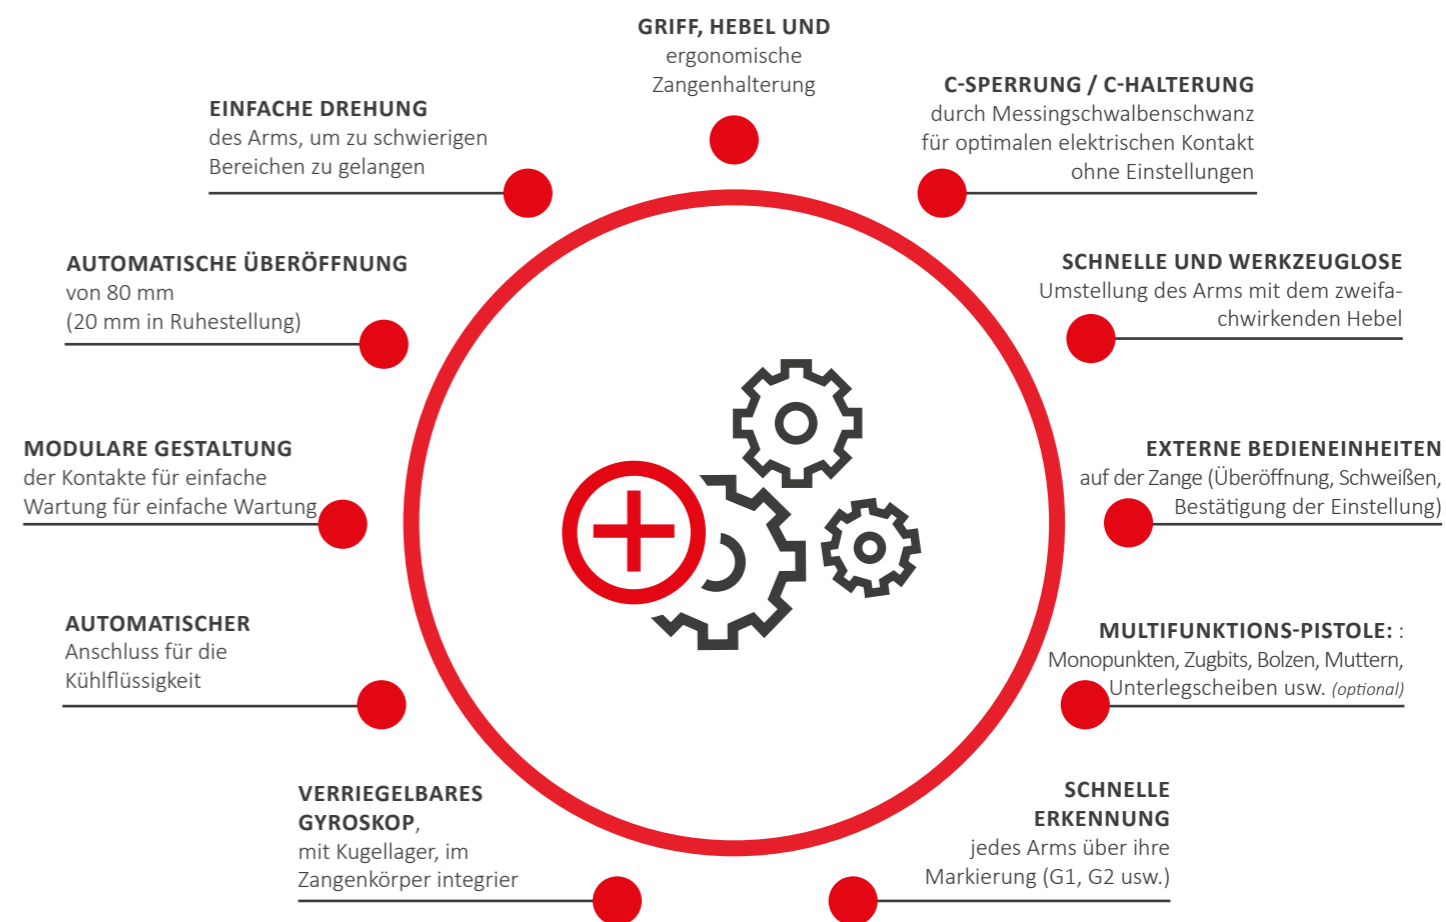 GRIFF, HEBEL UND
ergonomische
Zangenhalterung
EINFACHE DREHUNG
des Arms, um zu schwierigen
Bereichen zu gelangen
C-SPERRUNG / C-HALTERUNG
durch Messingschwalbenschwanz
für optimalen elektrischen Kontakt
ohne Einstellungen
AUTOMATISCHE ÜBERÖFFNUNG
von 80 mm
(20 mm in Ruhestellung)
SCHNELLE UND WERKZEUGLOSE
Umstellung des Arms mit dem zweifa-
chwirkenden Hebel
MODULARE GESTALTUNG
der Kontakte für einfache
Wartung für einfache Wartung
EXTERNE BEDIENEINHEITEN
auf der Zange (Überöffnung, Schweißen,
Bestätigung der Einstellung)
AUTOMATISCHER
Anschluss für die
Kühlflüssigkeit
MULTIFUNKTIONS-PISTOLE: :
Monopunkten, Zugbits, Bolzen, Muttern,
Unterlegscheiben usw. (optional)
VERRIEGELBARES
GYROSKOP,
mit Kugellager, im
Zangenkörper integrier
SCHNELLE
ERKENNUNG
jedes Arms über ihre
Markierung (G1, G2 usw.)